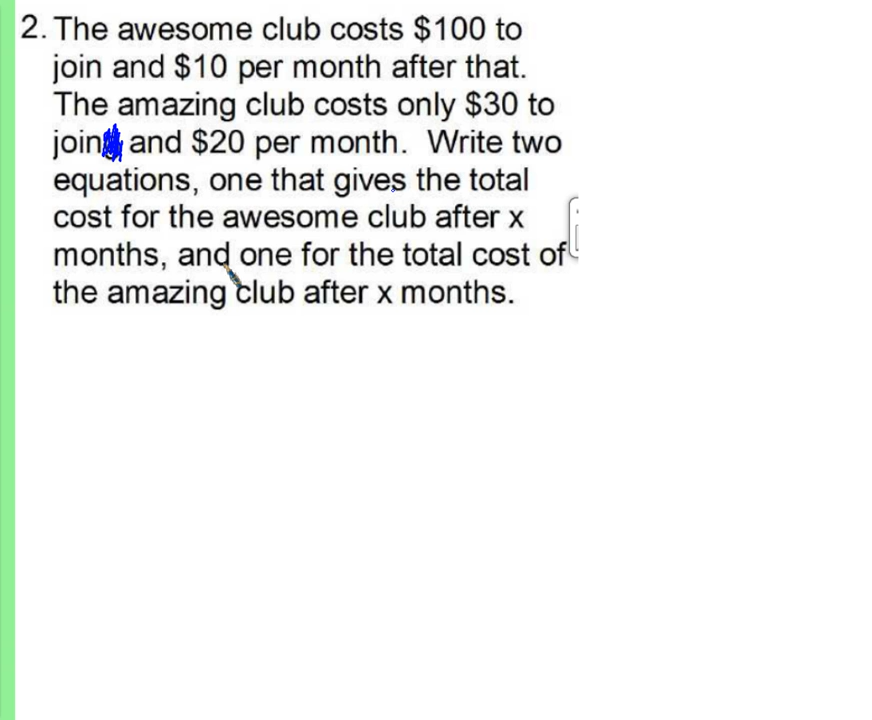 2. The awesome club costs $100 to
join and $10 per month after that.
The amazing club costs only $30 to
join and $20 per month. Write two
equations, one that gives the total
cost for the awesome club after x
months, and one for the total cost of
the amazing club after x months.